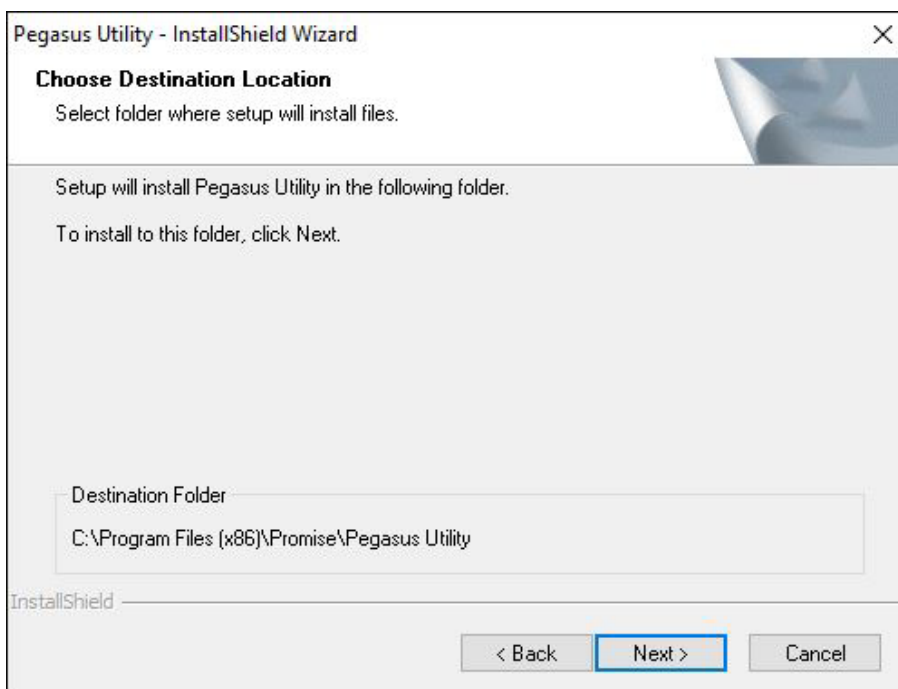 Pegasus Utility - InstallShield Wizard
Choose Destination Location
Select folder where setup will install files.
Setup will install Pegasus Utility in the following folder.
To install to this folder, click Next.
Destination Folder
C:\Program Files (x86)\Promise\Pegasus Utility
InstallShield
< Back
Next >
Cancel